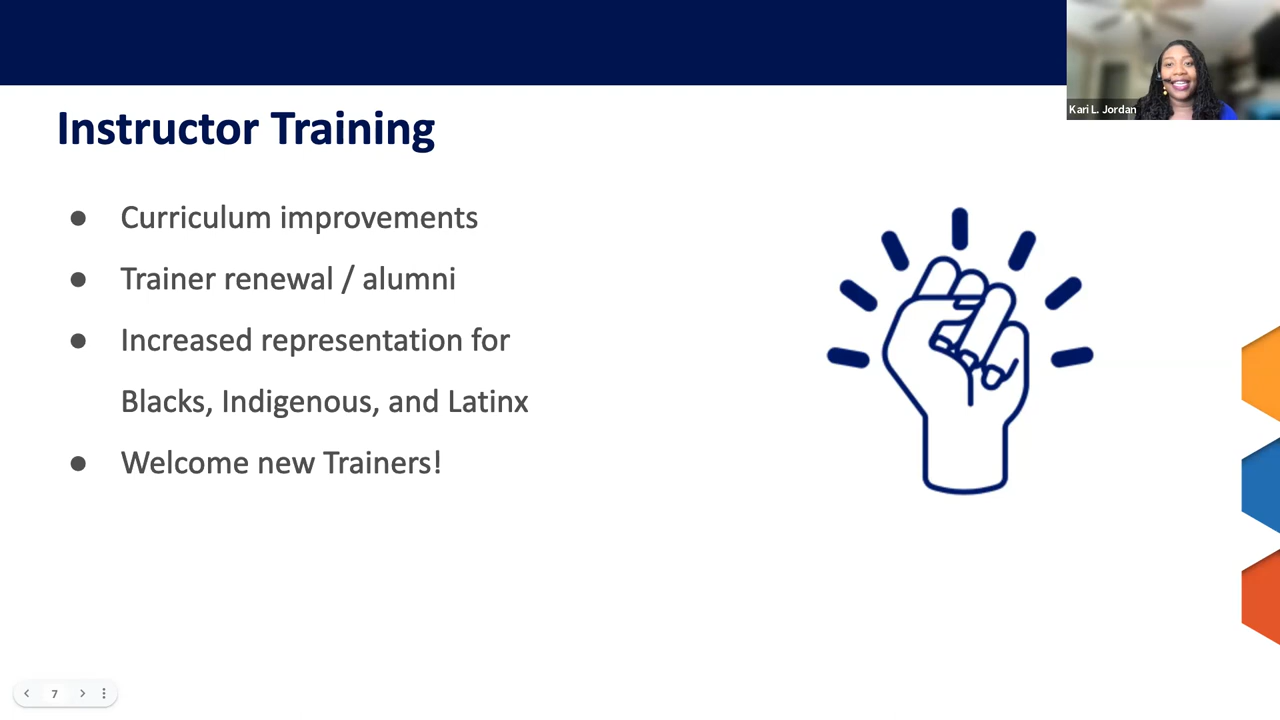 Kari L. Jordan
Instructor Training
● Curriculum improvements
● Trainer renewal / alumni
● Increased representation for
Blacks, Indigenous, and Latinx
● Welcome new Trainers!
7